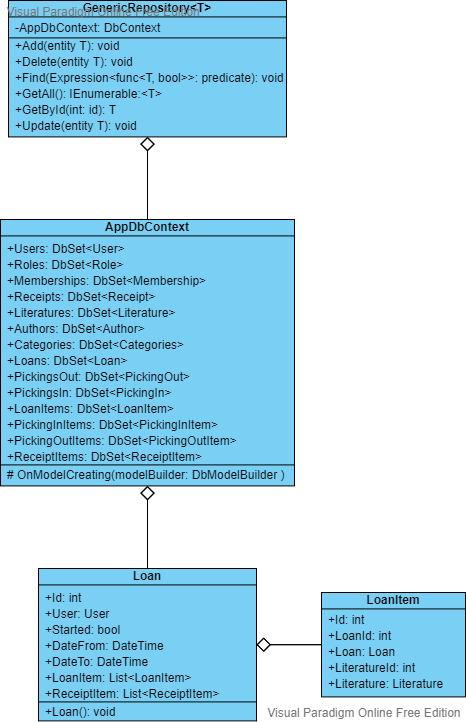 GenericRepository<T>
Visual Paradigm Online Free Edition
-AppDbContext: DbContext
+Add(entity T): void
+Delete(entity T): void
+Find(Expression<func<T, bool>>: predicate): void
+GetAll(): IEnumerable:<T>
+GetById(int: id): T
+Update(entity T): void
AppDbContext
+Users: DbSet<User>
+Roles: DbSet<Role>
+Memberships: DbSet<Membership>
+Receipts: DbSet<Receipt>
+Literatures: DbSet<Literature>
+Authors: DbSet<Author>
+Categories: DbSet<Categories>
+Loans: DbSet<Loan>
+PickingsOut: DbSet<PickingOut>
+PickingsIn: DbSet<PickingIn>
+LoanItems: DbSet<LoanItem>
+PickingInItems: DbSet<PickingInItem>
+PickingOutItems: DbSet<PickingOutItem>
+ReceiptItems: DbSet<ReceiptItem>
# OnModelCreating(modelBuilder: DbModelBuilder )
Loan
+Id: int
+User: User
+Started: bool
+DateFrom: DateTime
+DateTo: DateTime
+LoanItem: List<LoanItem>
+ReceiptItem: List<ReceiptItem>
+Loan(): void
LoanItem
+Id: int
+LoanId: int
+Loan: Loan
+LiteratureId: int
+Literature: Literature
Visual Paradigm Online Free Edition